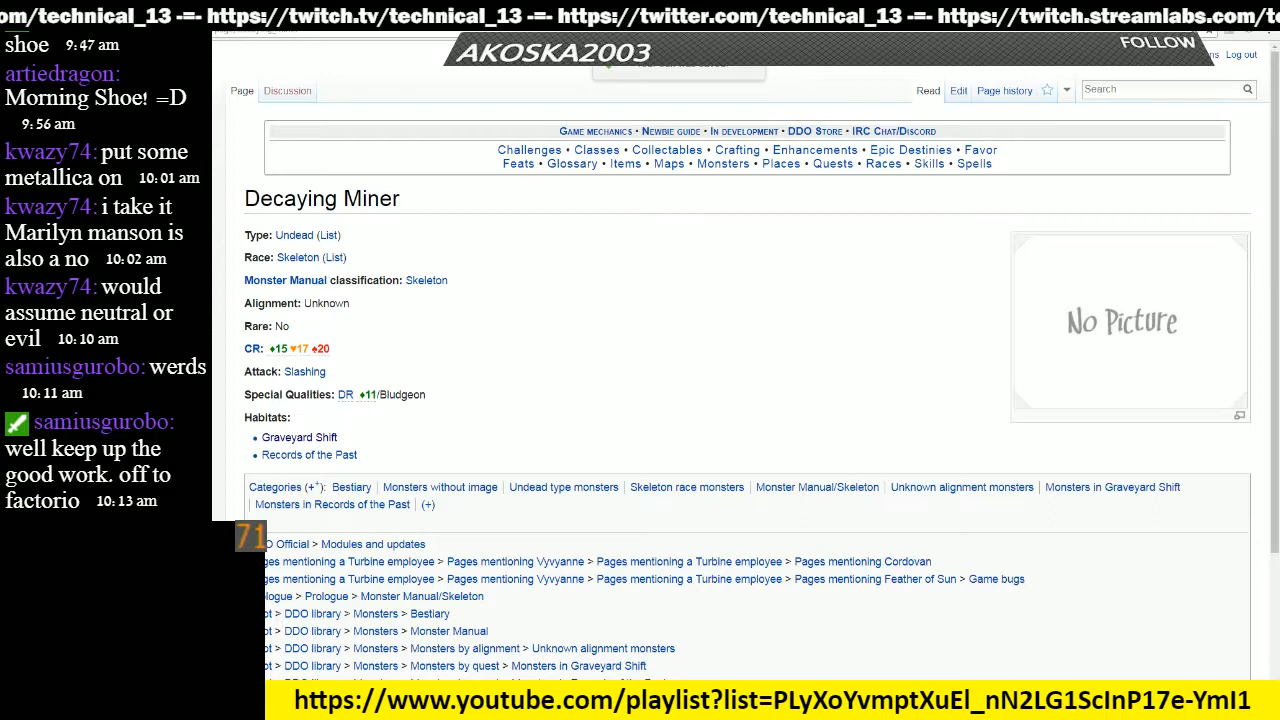 om/technical_13 -=- https://twitch.tv/technical_13 -=- https://twitter.com/technical_13 -=- https://twitch.streamlabs.com/te
AKOSKA2003
FOLLOW
shoe 9:47 am
artiedragon:
Morning Shoe! =D
9:56 am
kwazy74: put some
metallica on 10:01 am
kwazy74: i take it
Marilyn manson is
also a no 10:02 am
kwazy74: would
assume neutral or
evil 10:10 am
samiusgurobo: werds
10:11 am
samiusgurobo:
well keep up the
good work. off to
factorio 10:13 am
ns Log out
Page Discussion Read Edit Page history Search
Game mechanics • Newbie guide • In development • DDO Store • IRC Chat/Discord
Challenges • Classes • Collectables • Crafting • Enhancements • Epic Destinies • Favor
Feats • Glossary • Items • Maps • Monsters • Places • Quests • Races • Skills • Spells
Decaying Miner
Type: Undead (List)
Race: Skeleton (List)
Monster Manual classification: Skeleton
Alignment: Unknown
Rare: No
CR: ♦15 ♥17 ♠20
Attack: Slashing
Special Qualities: DR ♦11/Bludgeon
Habitats:
• Graveyard Shift
• Records of the Past
No Picture
Categories (+⁺): Bestiary | Monsters without image | Undead type monsters | Skeleton race monsters | Monster Manual/Skeleton | Unknown alignment monsters | Monsters in Graveyard Shift
| Monsters in Records of the Past | (+)
71
O Official > Modules and updates
ges mentioning a Turbine employee > Pages mentioning Vyvyanne > Pages mentioning a Turbine employee > Pages mentioning Cordovan
ges mentioning a Turbine employee > Pages mentioning Vyvyanne > Pages mentioning a Turbine employee > Pages mentioning Feather of Sun > Game bugs
logue > Prologue > Monster Manual/Skeleton
ot > DDO library > Monsters > Bestiary
ot > DDO library > Monsters > Monster Manual
ot > DDO library > Monsters > Monsters by alignment > Unknown alignment monsters
ot > DDO library > Monsters > Monsters by quest > Monsters in Graveyard Shift
https://www.youtube.com/playlist?list=PLyXoYvmptXuEl_nN2LG1ScInP17e-YmI1